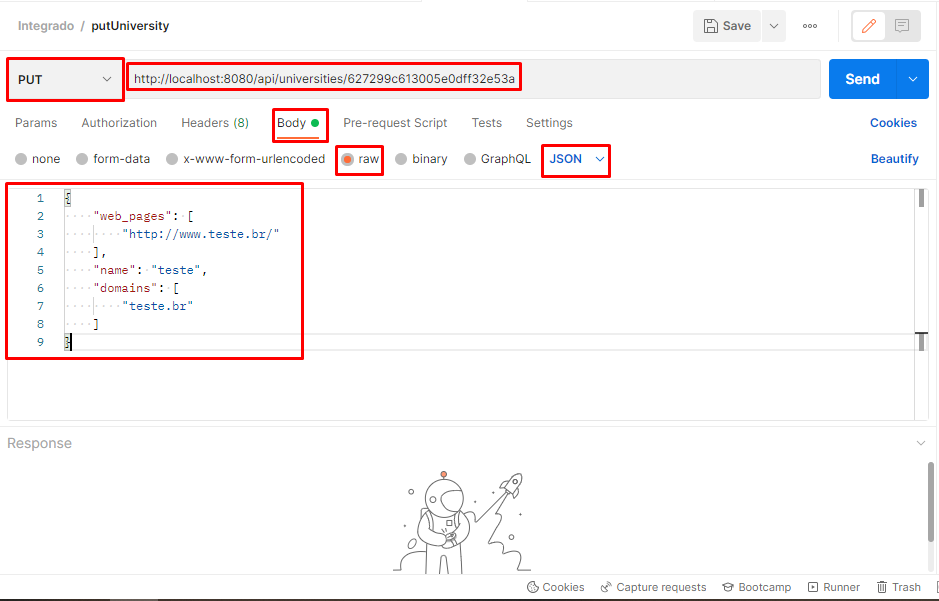 Integrado / putUniversity Save
PUT http://localhost:8080/api/universities/627299c613005e0dff32e53a Send
Params Authorization Headers (8) Body Pre-request Script Tests Settings Cookies
none form-data x-www-form-urlencoded raw binary GraphQL JSON Beautify
1 {
2 "web_pages": [
3 "http://www.teste.br/"
4 ],
5 "name": "teste",
6 "domains": [
7 "teste.br"
8 ]
9 }
Response
Cookies Capture requests Bootcamp Runner Trash